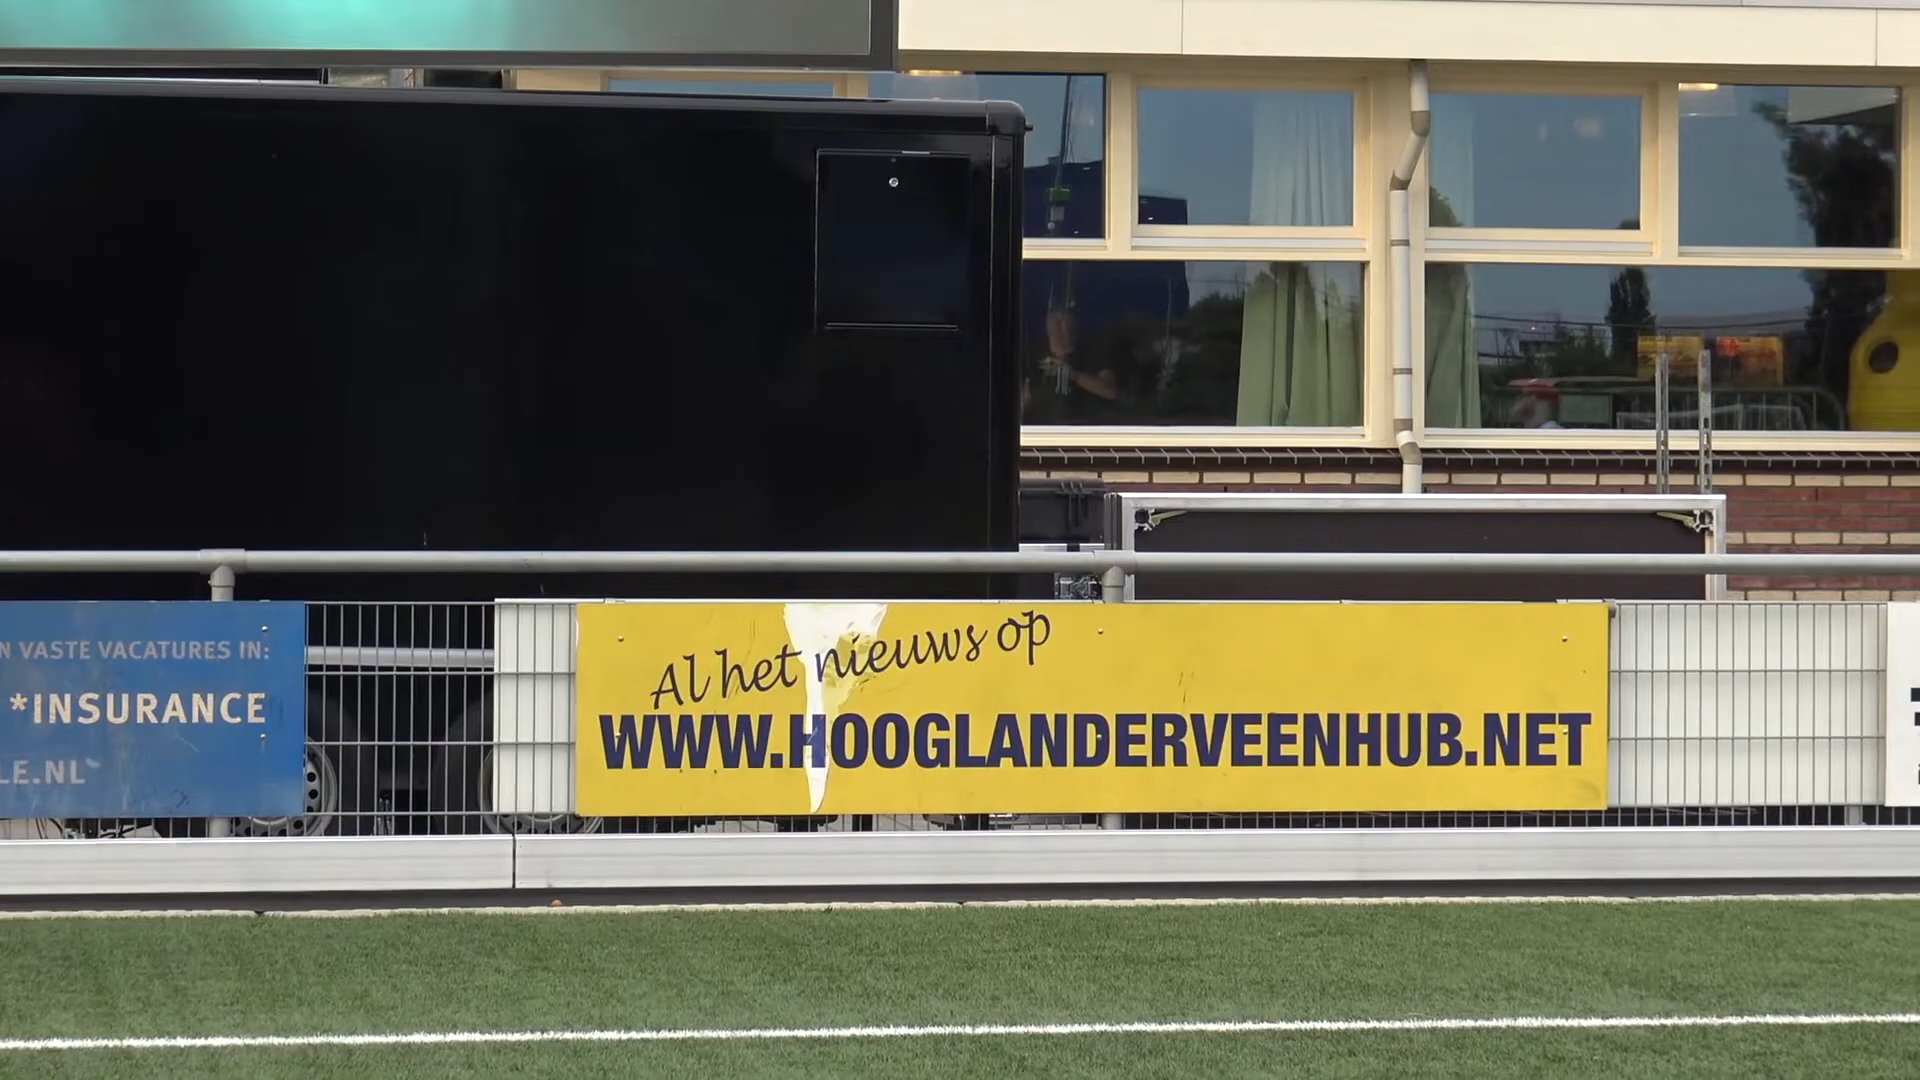 N VASTE VACATURES IN:
*INSURANCE
LE.NL
Al het nieuws op
WWW.HOOGLANDERVEENHUB.NET